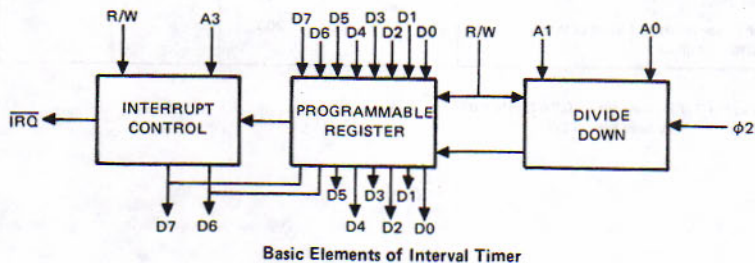 R/W A3 D7 D6 D5 D4 D3 D2 D1 D0 R/W A1 A0
IRQ
INTERRUPT
CONTROL
PROGRAMMABLE
REGISTER
DIVIDE
DOWN
ϕ2
D7 D6 D5 D4 D3 D2 D1 D0
Basic Elements of Interval Timer